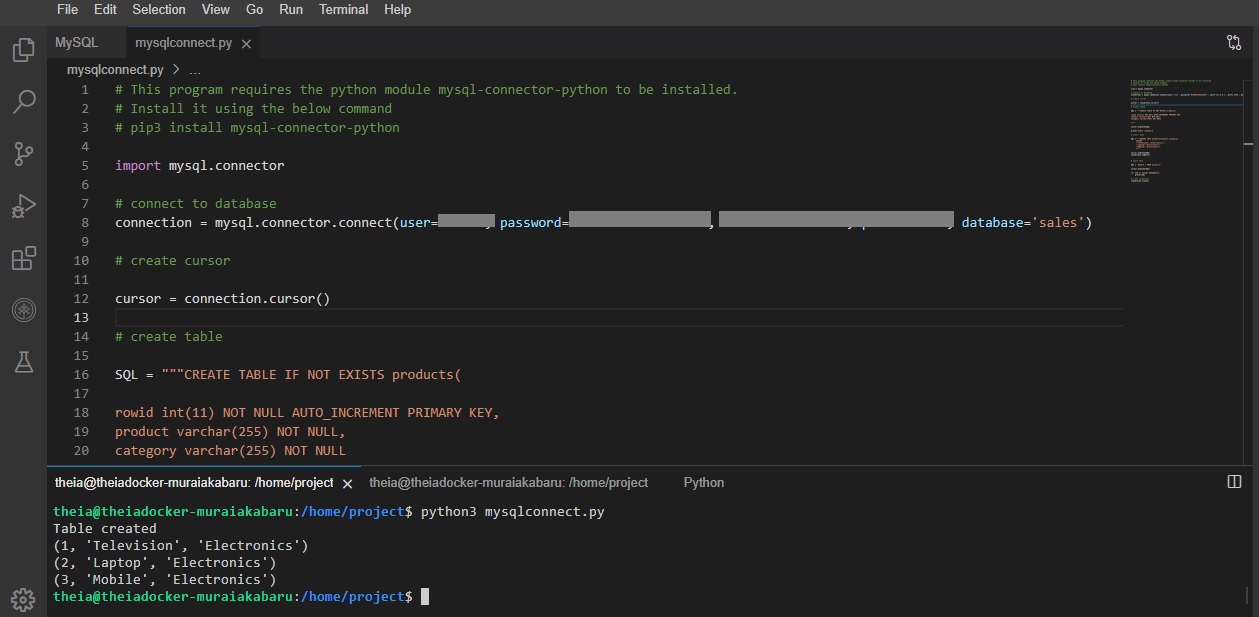 File Edit Selection View Go Run Terminal Help
MySQL mysqlconnect.py
mysqlconnect.py > ...
1 # This program requires the python module mysql-connector-python to be installed.
2 # Install it using the below command
3 # pip3 install mysql-connector-python
4
5 import mysql.connector
6
7 # connect to database
8 connection = mysql.connector.connect(user= password= , database='sales')
9
10 # create cursor
11
12 cursor = connection.cursor()
13
14 # create table
15
16 SQL = """CREATE TABLE IF NOT EXISTS products(
17
18 rowid int(11) NOT NULL AUTO_INCREMENT PRIMARY KEY,
19 product varchar(255) NOT NULL,
20 category varchar(255) NOT NULL
theia@theiadocker-muraiakabaru: /home/project theia@theiadocker-muraiakabaru: /home/project Python
theia@theiadocker-muraiakabaru:/home/project$ python3 mysqlconnect.py
Table created
(1, 'Television', 'Electronics')
(2, 'Laptop', 'Electronics')
(3, 'Mobile', 'Electronics')
theia@theiadocker-muraiakabaru:/home/project$